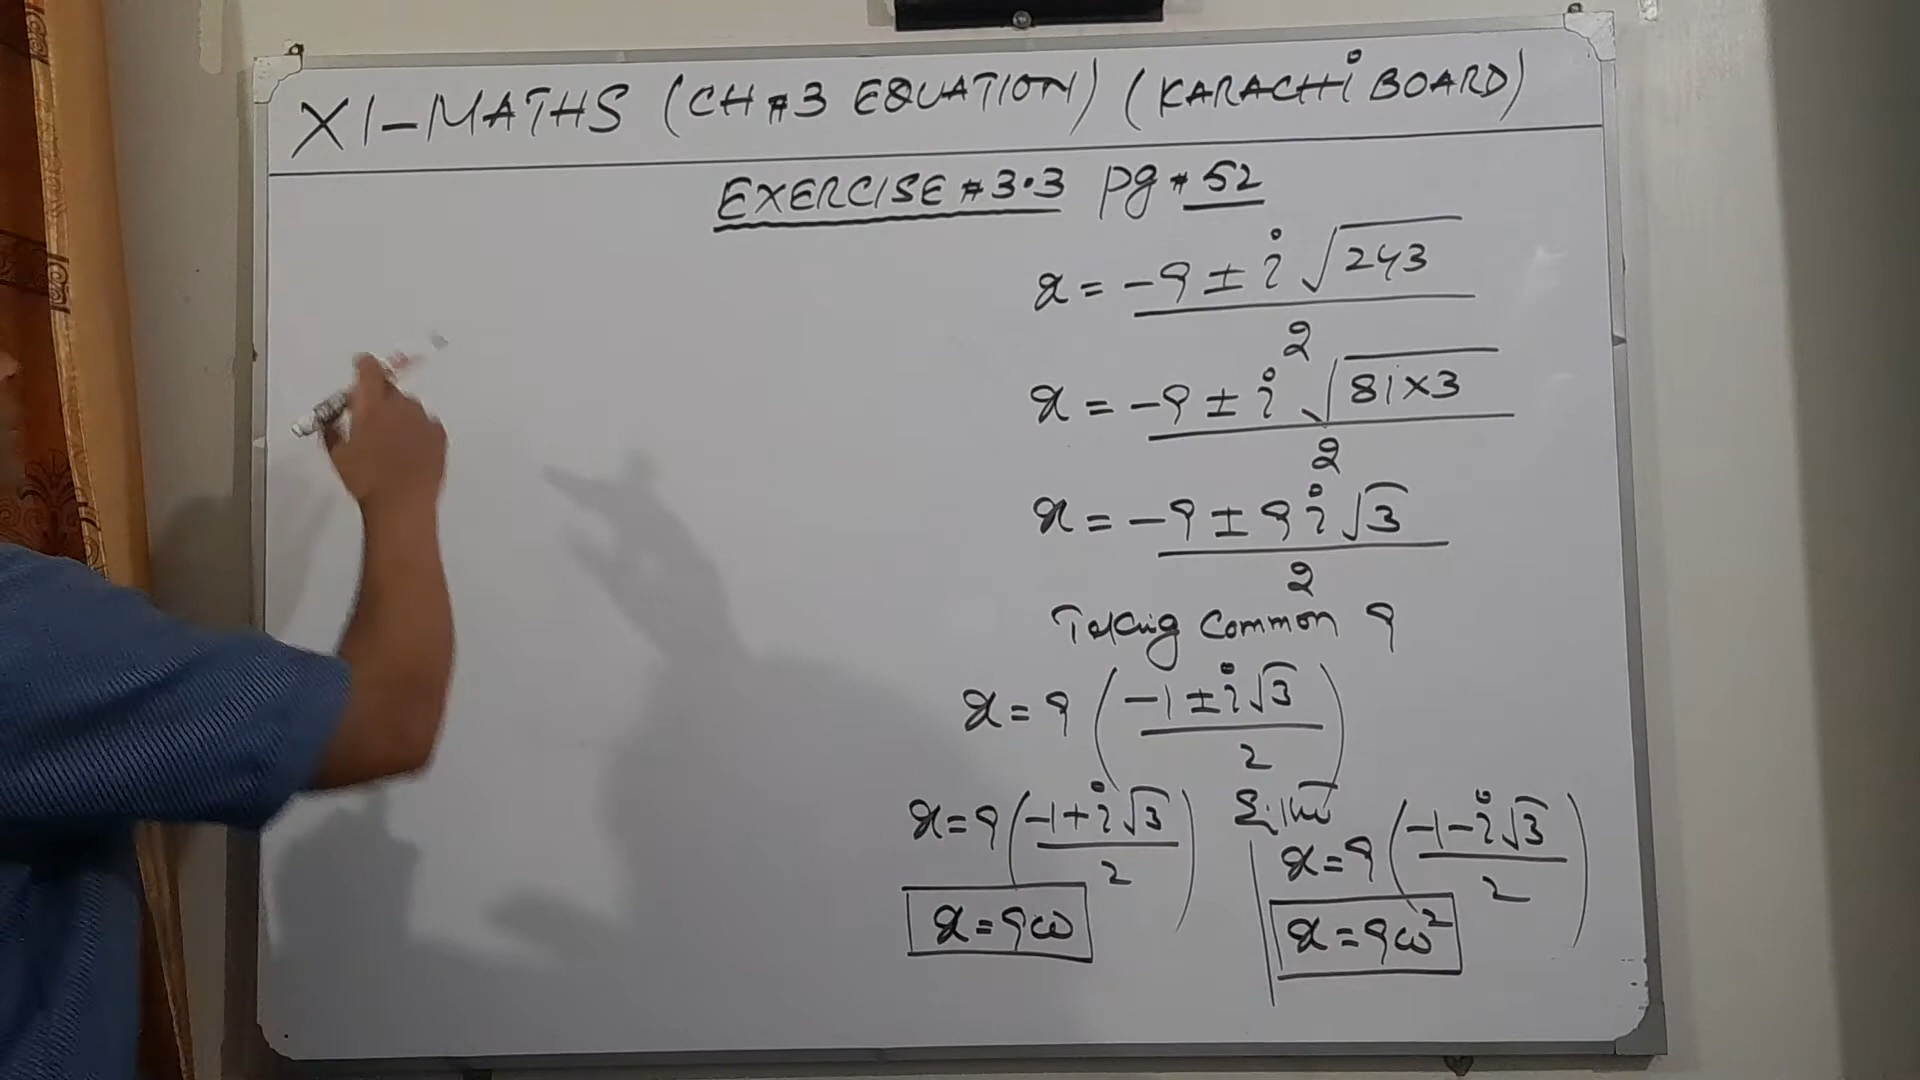 XI-MATHS (CH#3 EQUATION) (KARACHi BOARD)
EXERCISE #3.3 Pg # 52
x = -9 ± i √243
2
x = -9 ± i √81×3
2
x = -9 ± 9 i √3
2
Taking Common 9
x = 9 ( -1 ± i √3 )
2
x = 9 ( -1 + i √3 )
2
x = 9 ( -1 - i √3 )
2
x = 9ω
x = 9ω²